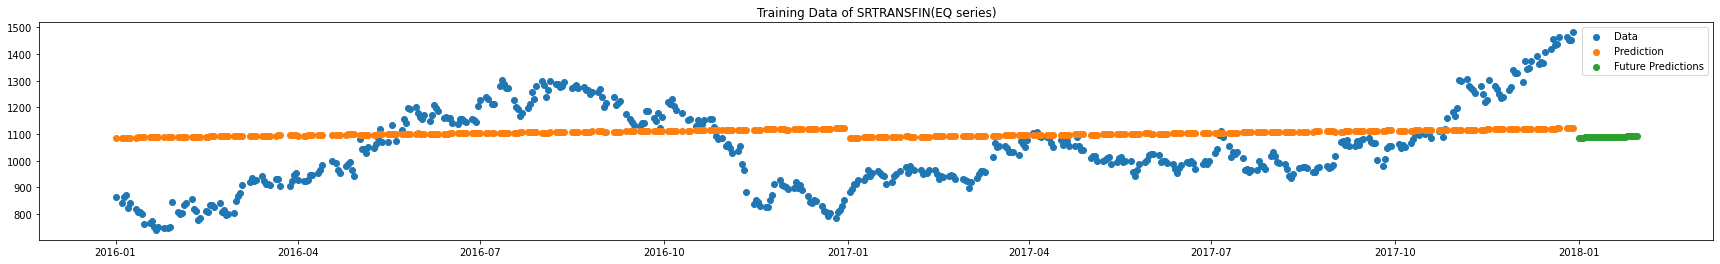 Training Data of SRTRANSFIN(EQ series)
1500
1400
1300
1200
1100
1000
900
800
2016-01 2016-04 2016-07 2016-10 2017-01 2017-04 2017-07 2017-10 2018-01
Data
Prediction
Future Predictions